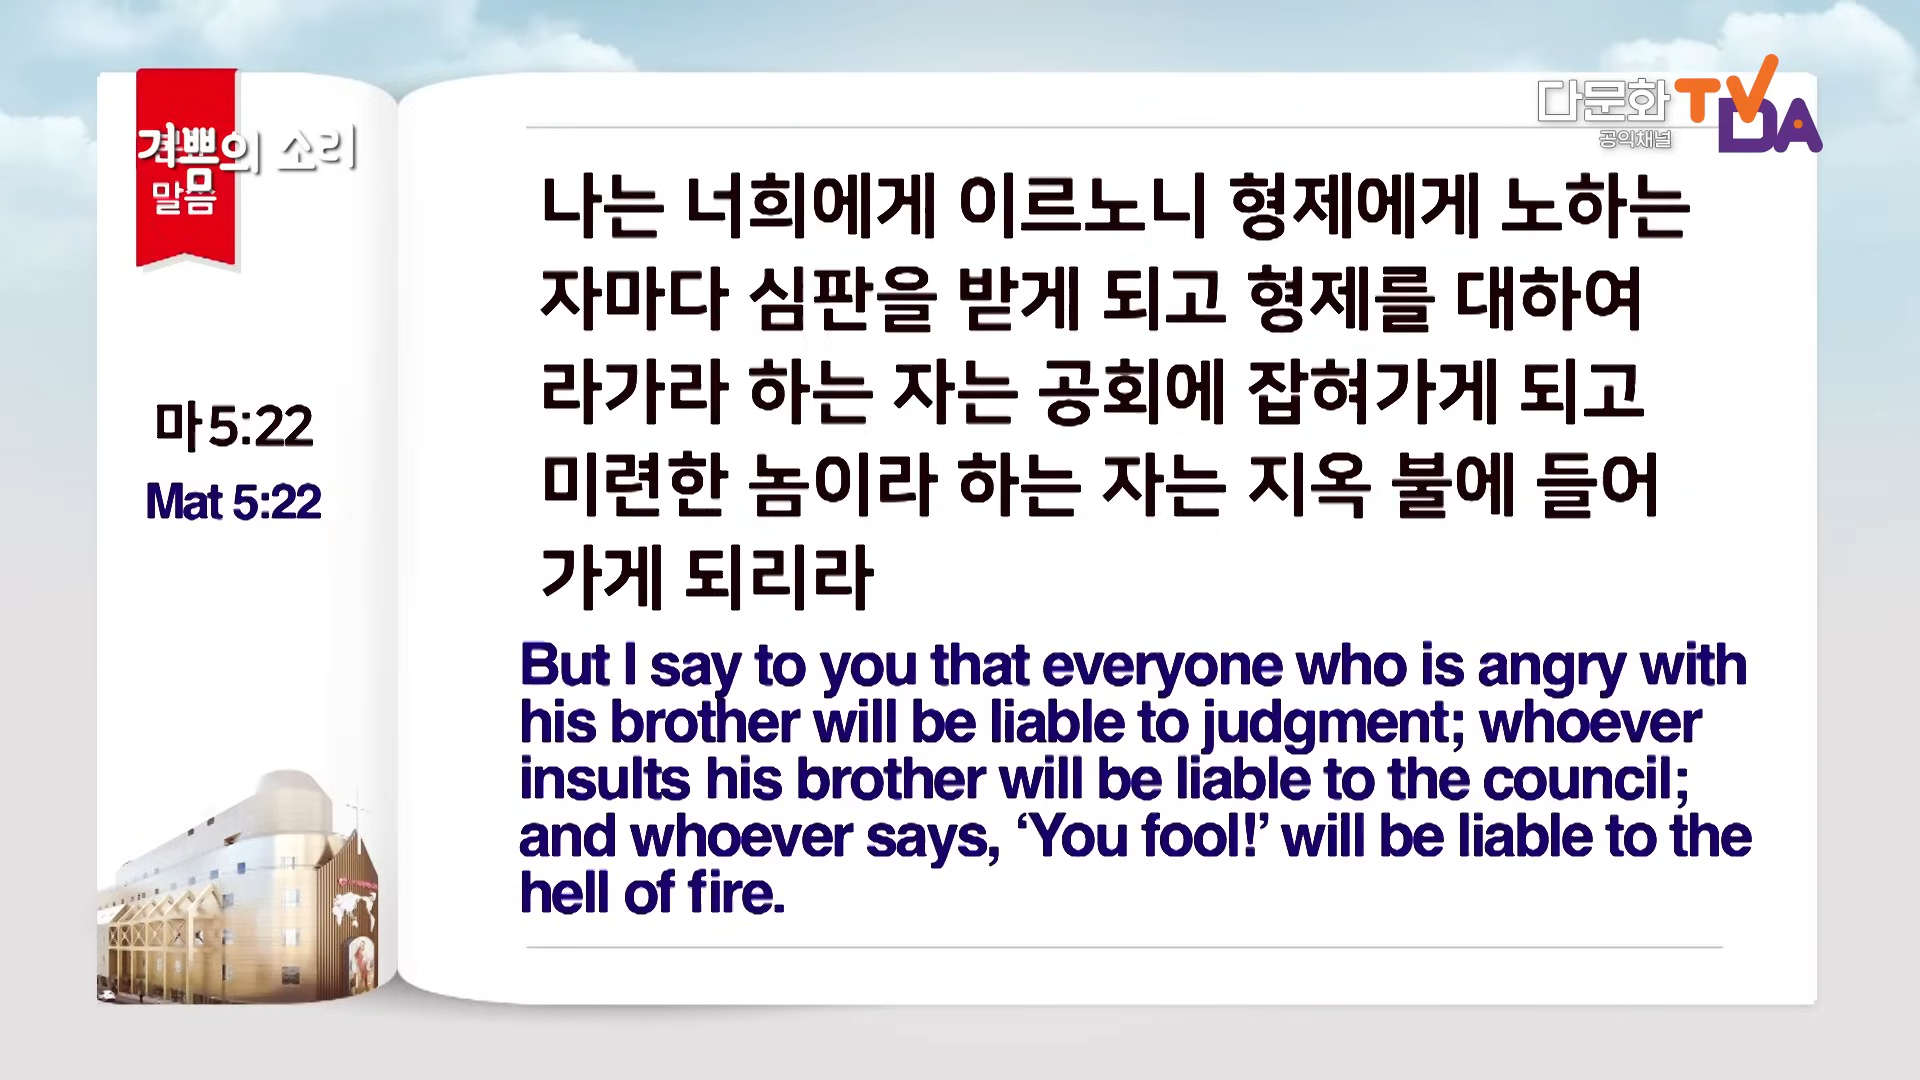 기쁨의 소리
말씀
다문화 TV
DA
공익채널
마 5:22
Mat 5:22
나는 너희에게 이르노니 형제에게 노하는
자마다 심판을 받게 되고 형제를 대하여
라가라 하는 자는 공회에 잡혀가게 되고
미련한 놈이라 하는 자는 지옥 불에 들어
가게 되리라
But I say to you that everyone who is angry with
his brother will be liable to judgment; whoever
insults his brother will be liable to the council;
and whoever says, ‘You fool!’ will be liable to the
hell of fire.